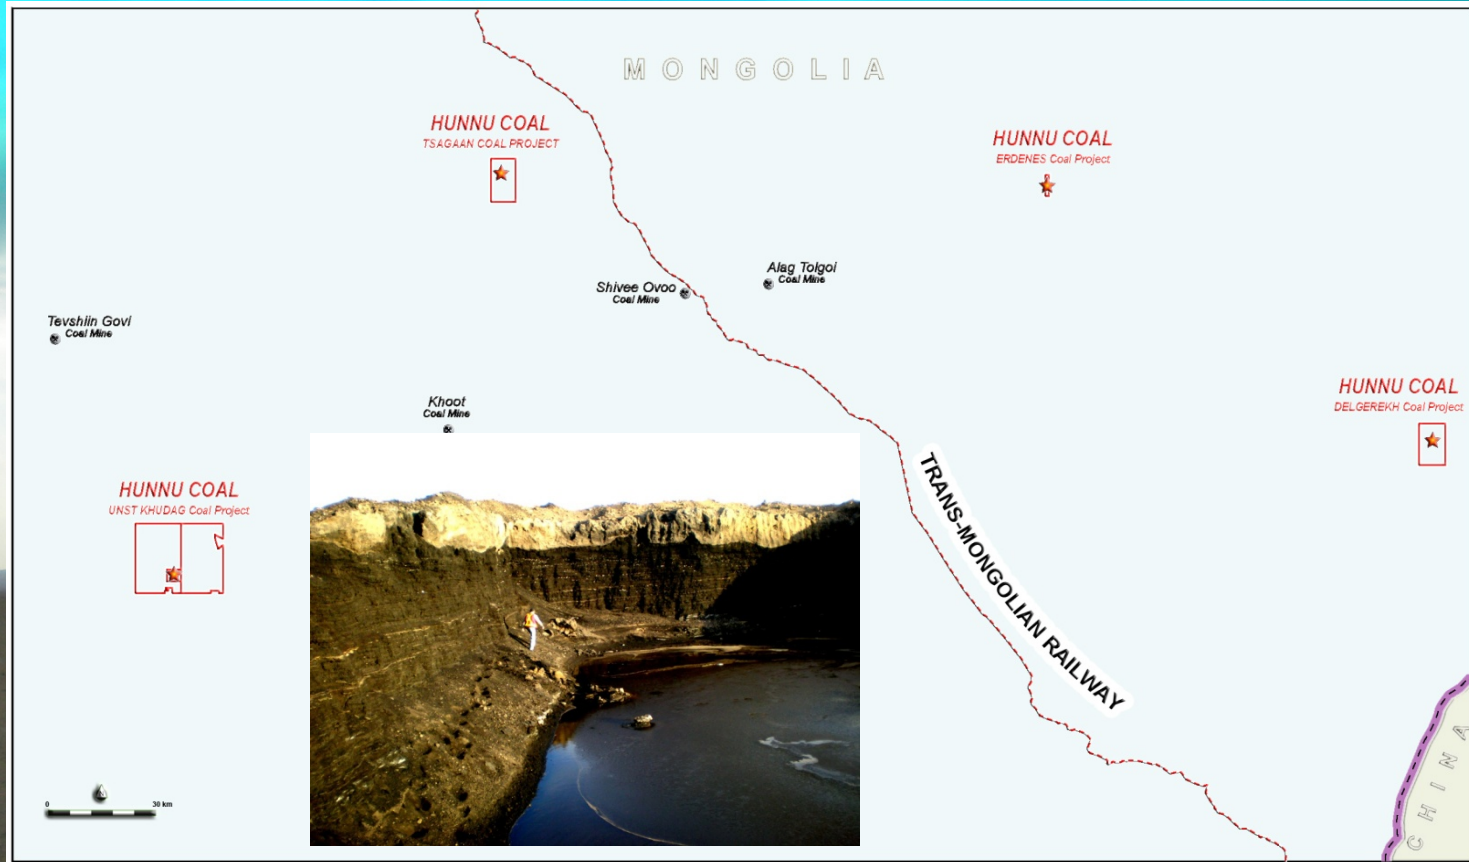 M O N G O L I A
HUNNU COAL
TSAGAAN COAL PROJECT
HUNNU COAL
ERDENES Coal Project
Shivee Ovoo
Coal Mine
Alag Tolgoi
Coal Mine
Tevshiin Govi
Coal Mine
Khoot
Coal Mine
HUNNU COAL
DELGEREKH Coal Project
HUNNU COAL
UNST KHUDAG Coal Project
TRANS-MONGOLIAN RAILWAY
C H I N A
0 30 km